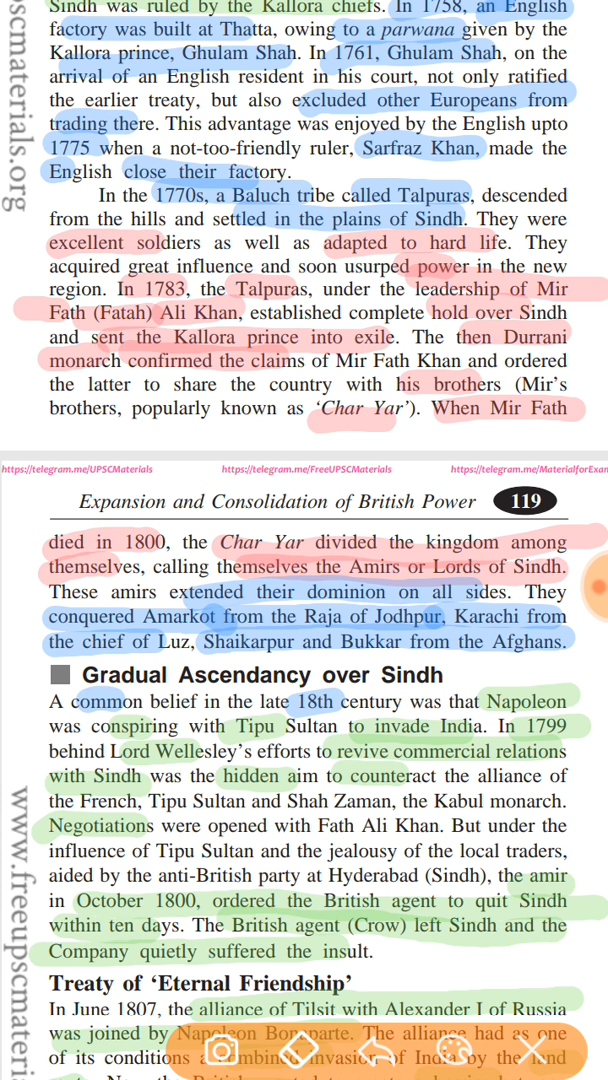 Sindh was ruled by the Kallora chiefs. In 1758, an English
factory was built at Thatta, owing to a parwana given by the
Kallora prince, Ghulam Shah. In 1761, Ghulam Shah, on the
arrival of an English resident in his court, not only ratified
the earlier treaty, but also excluded other Europeans from
trading there. This advantage was enjoyed by the English upto
1775 when a not-too-friendly ruler, Sarfraz Khan, made the
English close their factory.
In the 1770s, a Baluch tribe called Talpuras, descended
from the hills and settled in the plains of Sindh. They were
excellent soldiers as well as adapted to hard life. They
acquired great influence and soon usurped power in the new
region. In 1783, the Talpuras, under the leadership of Mir
Fath (Fatah) Ali Khan, established complete hold over Sindh
and sent the Kallora prince into exile. The then Durrani
monarch confirmed the claims of Mir Fath Khan and ordered
the latter to share the country with his brothers (Mir's
brothers, popularly known as 'Char Yar'). When Mir Fath
https://telegram.me/UPSCMaterials https://telegram.me/FreeUPSCMaterials https://telegram.me/MaterialforExam
Expansion and Consolidation of British Power 119
died in 1800, the Char Yar divided the kingdom among
themselves, calling themselves the Amirs or Lords of Sindh.
These amirs extended their dominion on all sides. They
conquered Amarkot from the Raja of Jodhpur, Karachi from
the chief of Luz, Shaikarpur and Bukkar from the Afghans.
Gradual Ascendancy over Sindh
A common belief in the late 18th century was that Napoleon
was conspiring with Tipu Sultan to invade India. In 1799
behind Lord Wellesley's efforts to revive commercial relations
with Sindh was the hidden aim to counteract the alliance of
the French, Tipu Sultan and Shah Zaman, the Kabul monarch.
Negotiations were opened with Fath Ali Khan. But under the
influence of Tipu Sultan and the jealousy of the local traders,
aided by the anti-British party at Hyderabad (Sindh), the amir
in October 1800, ordered the British agent to quit Sindh
within ten days. The British agent (Crow) left Sindh and the
Company quietly suffered the insult.
Treaty of 'Eternal Friendship'
In June 1807, the alliance of Tilsit with Alexander I of Russia
was joined by Napoleon Bonaparte. The alliance had as one
of its conditions a combined invasion of India by the land
pscmaterials.org
www.freeupscmateri